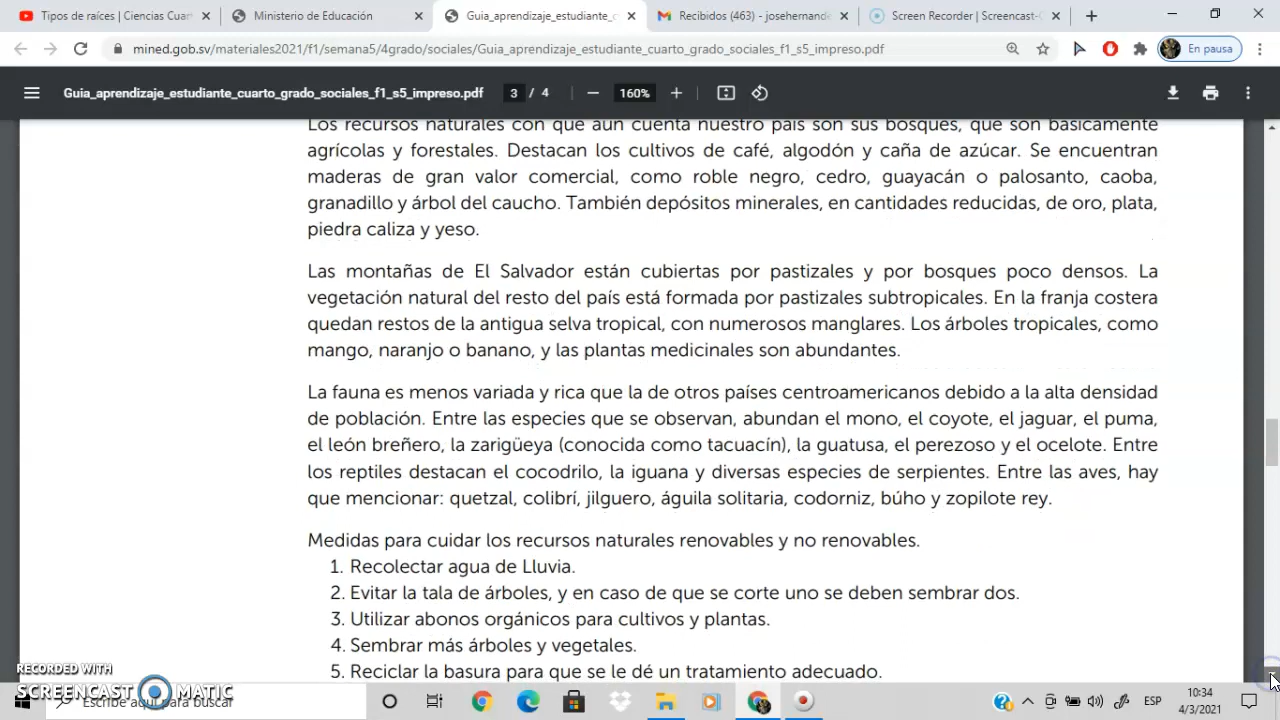 Tipos de raíces | Ciencias Cuart
Ministerio de Educación
Guia_aprendizaje_estudiante_c
Recibidos (463) - josehernande
Screen Recorder | Screencast-O
mined.gob.sv/materiales2021/f1/semana5/4grado/sociales/Guia_aprendizaje_estudiante_cuarto_grado_sociales_f1_s5_impreso.pdf
En pausa
Guia_aprendizaje_estudiante_cuarto_grado_sociales_f1_s5_impreso.pdf
3 / 4
160%
Los recursos naturales con que aún cuenta nuestro país son sus bosques, que son básicamente
agrícolas y forestales. Destacan los cultivos de café, algodón y caña de azúcar. Se encuentran
maderas de gran valor comercial, como roble negro, cedro, guayacán o palosanto, caoba,
granadillo y árbol del caucho. También depósitos minerales, en cantidades reducidas, de oro, plata,
piedra caliza y yeso.
Las montañas de El Salvador están cubiertas por pastizales y por bosques poco densos. La
vegetación natural del resto del país está formada por pastizales subtropicales. En la franja costera
quedan restos de la antigua selva tropical, con numerosos manglares. Los árboles tropicales, como
mango, naranjo o banano, y las plantas medicinales son abundantes.
La fauna es menos variada y rica que la de otros países centroamericanos debido a la alta densidad
de población. Entre las especies que se observan, abundan el mono, el coyote, el jaguar, el puma,
el león breñero, la zarigüeya (conocida como tacuacín), la guatusa, el perezoso y el ocelote. Entre
los reptiles destacan el cocodrilo, la iguana y diversas especies de serpientes. Entre las aves, hay
que mencionar: quetzal, colibrí, jilguero, águila solitaria, codorniz, búho y zopilote rey.
Medidas para cuidar los recursos naturales renovables y no renovables.
1. Recolectar agua de Lluvia.
2. Evitar la tala de árboles, y en caso de que se corte uno se deben sembrar dos.
3. Utilizar abonos orgánicos para cultivos y plantas.
4. Sembrar más árboles y vegetales.
5. Reciclar la basura para que se le dé un tratamiento adecuado.
RECORDED WITH
SCREENCAST MATIC
Escribe aquí para buscar
ESP
10:34
4/3/2021